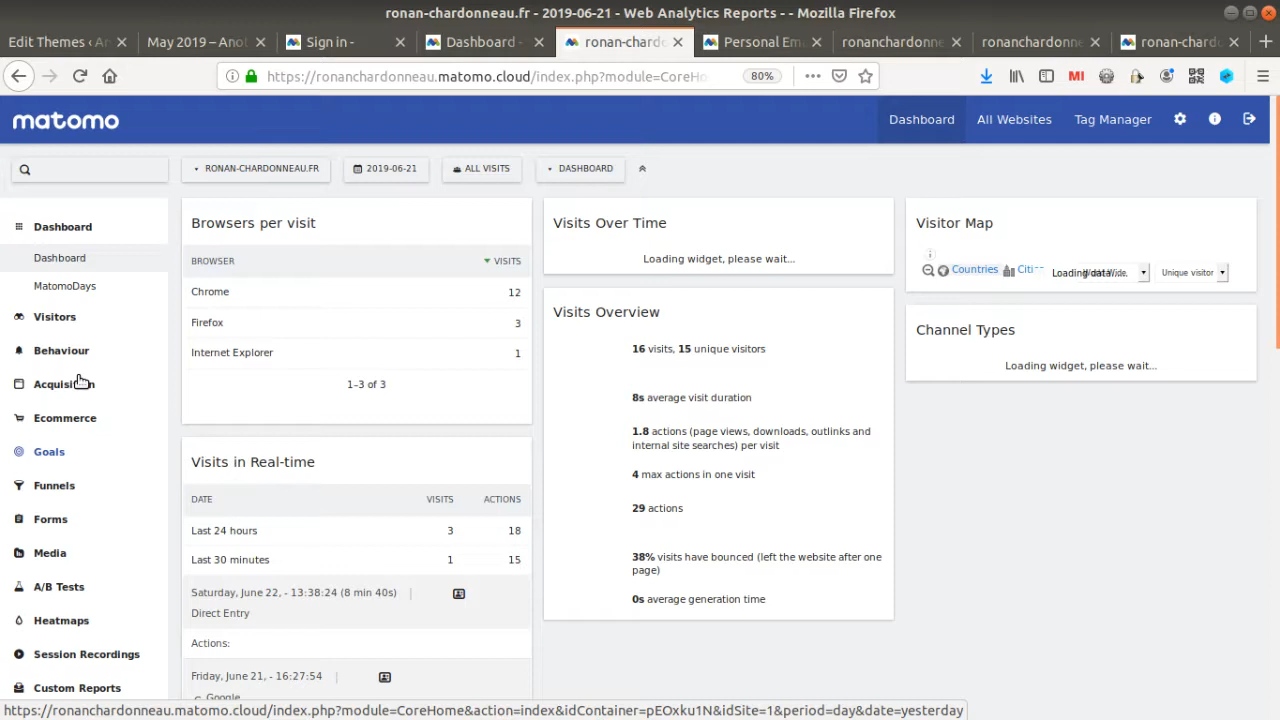 ronan-chardonneau.fr - 2019-06-21 - Web Analytics Reports - - Mozilla Firefox
Edit Themes ‹ An
May 2019 – Anot
Sign in -
Dashboard -
ronan-chardo
Personal Ema
ronanchardonne
ronanchardonne
ronan-chard
https://ronanchardonneau.matomo.cloud/index.php?module=CoreHo
80%
MI
matomo
Dashboard
All Websites
Tag Manager
RONAN-CHARDONNEAU.FR
2019-06-21
ALL VISITS
DASHBOARD
Dashboard
Dashboard
MatomoDays
Visitors
Behaviour
Acquisition
Ecommerce
Goals
Funnels
Forms
Media
A/B Tests
Heatmaps
Session Recordings
Custom Reports
Browsers per visit
BROWSER VISITS
Chrome 12
Firefox 3
Internet Explorer 1
1–3 of 3
Visits in Real-time
DATE VISITS ACTIONS
Last 24 hours 3 18
Last 30 minutes 1 15
Saturday, June 22, - 13:38:24 (8 min 40s)
Direct Entry
Actions:
Friday, June 21, - 16:27:54
Google
Visits Over Time
Loading widget, please wait...
Visits Overview
16 visits, 15 unique visitors
8s average visit duration
1.8 actions (page views, downloads, outlinks and
internal site searches) per visit
4 max actions in one visit
29 actions
38% visits have bounced (left the website after one
page)
0s average generation time
Visitor Map
Countries
Loading data...
Unique visitor
Channel Types
Loading widget, please wait...
https://ronanchardonneau.matomo.cloud/index.php?module=CoreHome&action=index&idContainer=pEOxku1N&idSite=1&period=day&date=yesterday